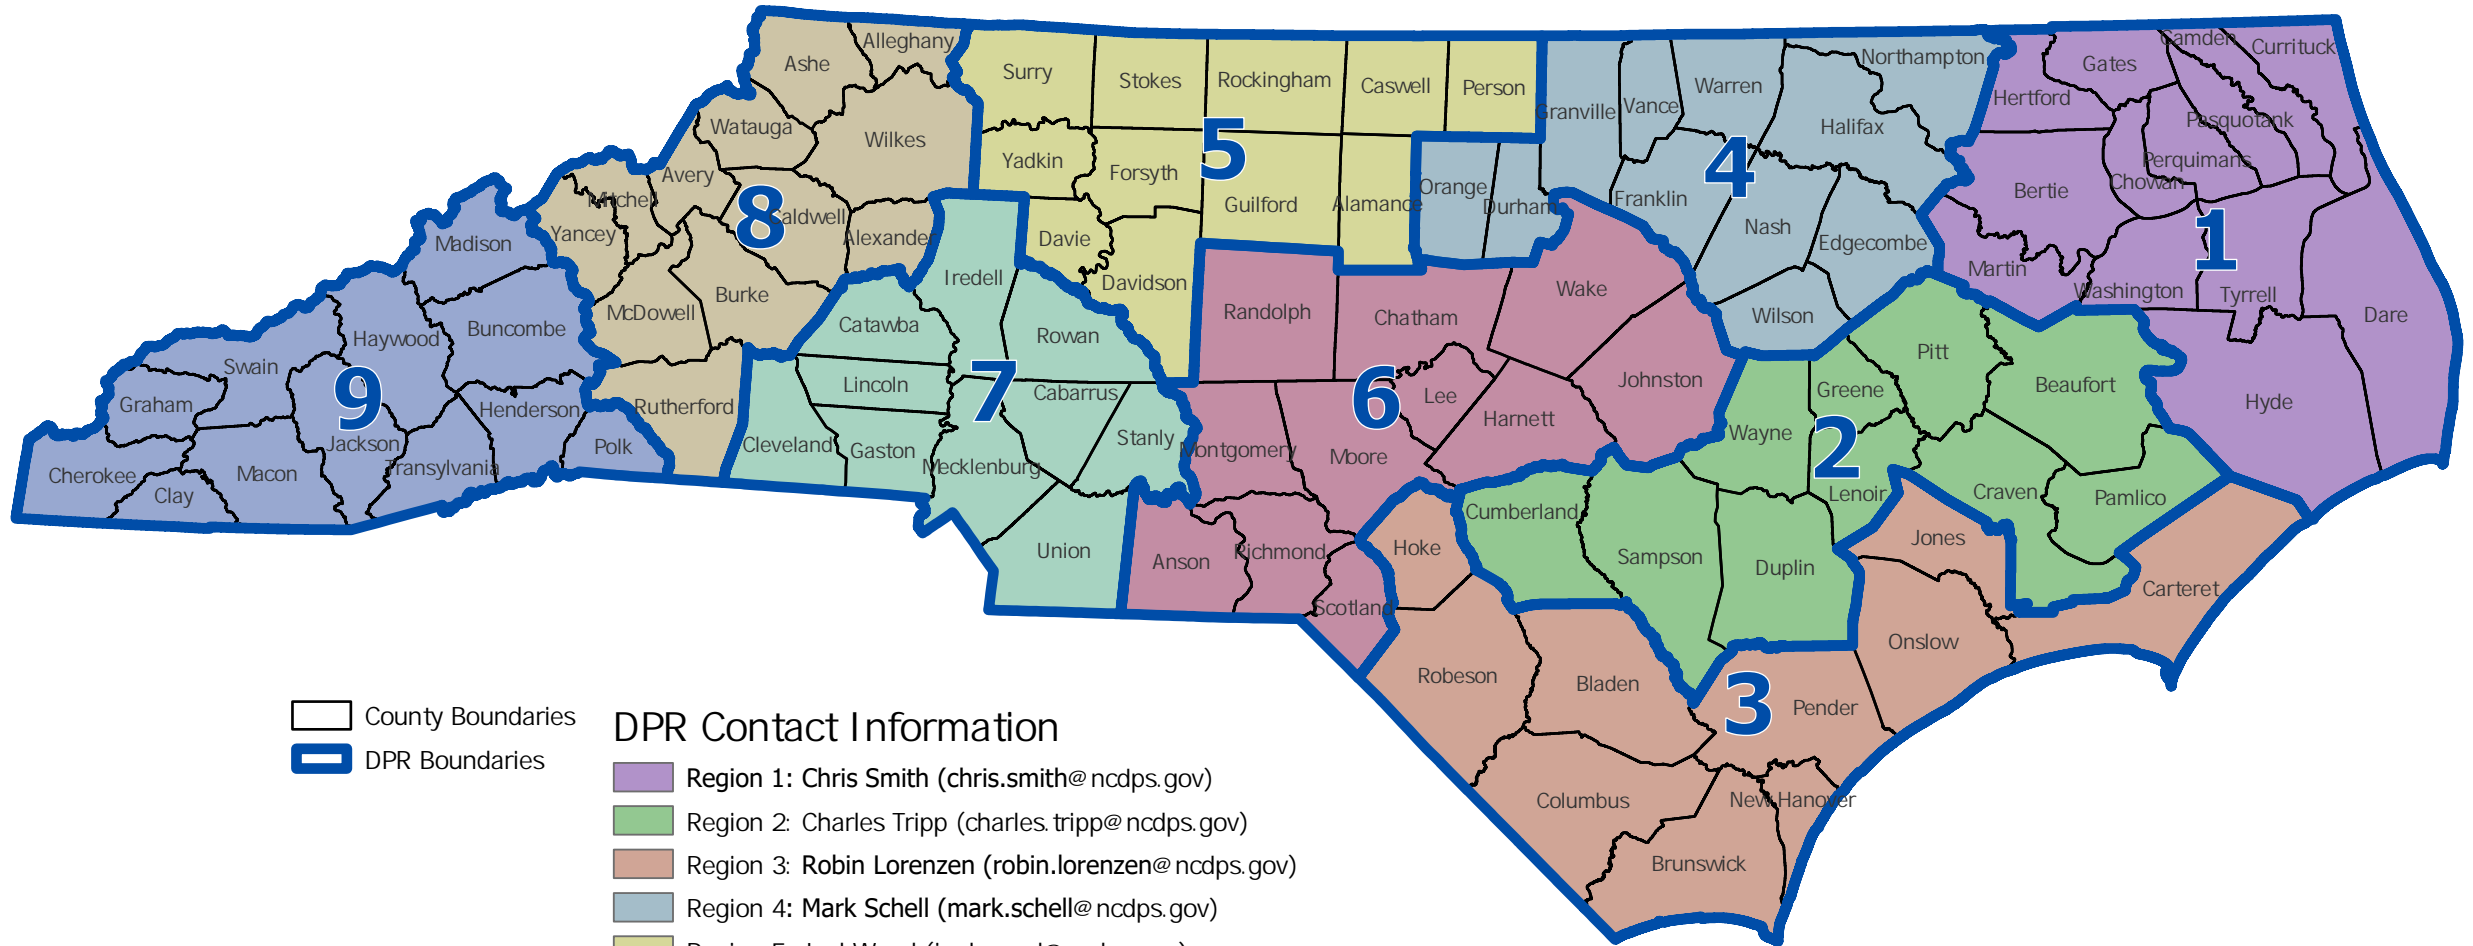 Alleghany
Ashe
Surry
Stokes
Rockingham
Caswell
Person
Granville
Vance
Warren
Northampton
Gates
Camden
Currituck
Hertford
Halifax
Pasquotank
Watauga
Wilkes
5
4
Yadkin
Forsyth
Perquimans
Chowan
Bertie
Avery
Mitchell
8
Caldwell
Guilford
Alamance
Orange
Durham
Franklin
Nash
Edgecombe
1
Yancey
Alexander
Davie
Davidson
Martin
Washington
Tyrrell
Madison
Iredell
Wake
Burke
McDowell
Randolph
Chatham
Wilson
Dare
Buncombe
Haywood
Catawba
Rowan
Pitt
Swain
9
Lincoln
7
Cabarrus
6
Lee
Johnston
Greene
Beaufort
Hyde
Graham
Henderson
Rutherford
Harnett
Jackson
Polk
Cleveland
Gaston
Stanly
Montgomery
Moore
Wayne
2
Cherokee
Macon
Transylvania
Mecklenburg
Clay
Lenoir
Craven
Pamlico
Cumberland
Union
Anson
Richmond
Hoke
Sampson
Duplin
Jones
Carteret
Scotland
Onslow
Robeson
Bladen
3
Pender
Columbus
New Hanover
Brunswick
County Boundaries
DPR Boundaries
DPR Contact Information
Region 1: Chris Smith (chris.smith@ncdps.gov)
Region 2: Charles Tripp (charles.tripp@ncdps.gov)
Region 3: Robin Lorenzen (robin.lorenzen@ncdps.gov)
Region 4: Mark Schell (mark.schell@ncdps.gov)